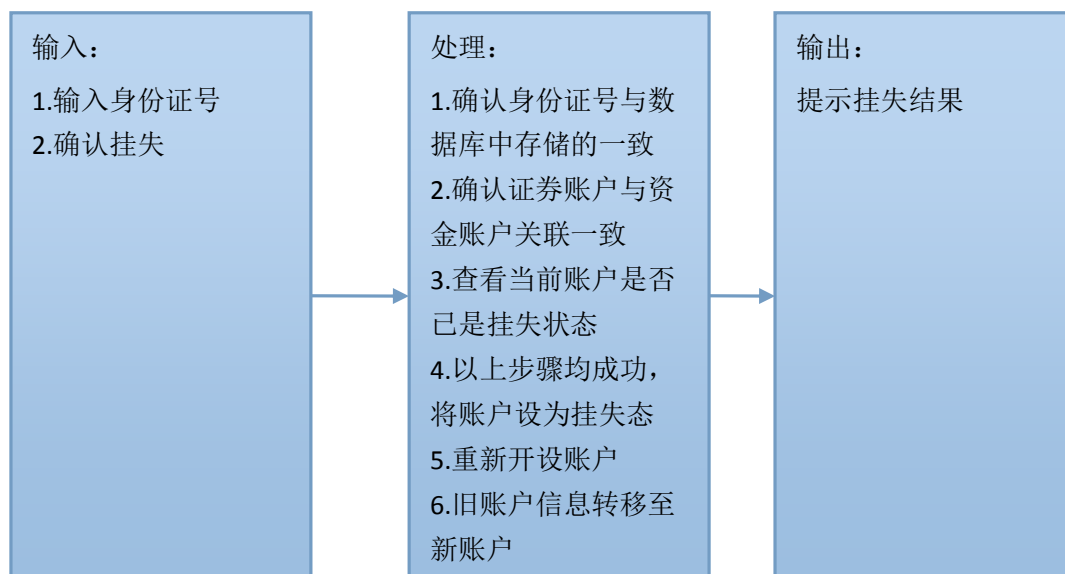 输入：
1.输入身份证号
2.确认挂失
处理：
1.确认身份证号与数
据库中存储的一致
2.确认证券账户与资
金账户关联一致
3.查看当前账户是否
已是挂失状态
4.以上步骤均成功，
将账户设为挂失态
5.重新开设账户
6.旧账户信息转移至
新账户
输出：
提示挂失结果